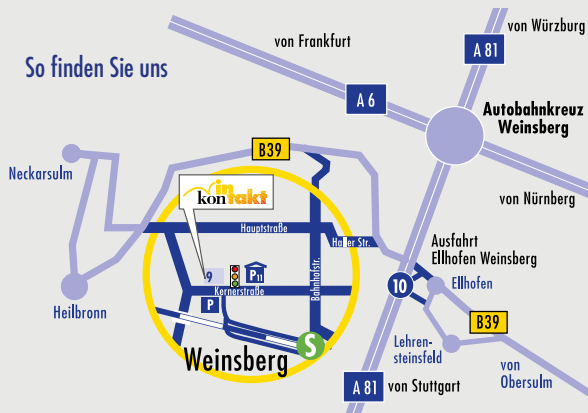 So finden Sie uns
von Frankfurt
von Würzburg
A 81
A 6
Autobahnkreuz
Weinsberg
B39
Neckarsulm
in
kontakt
von Nürnberg
Hauptstraße
Haller Str.
Ausfahrt
Ellhofen Weinsberg
9
P11
Bahnhofstr.
10
Ellhofen
Kernerstraße
P
Heilbronn
B39
Lehren-
steinsfeld
S
Weinsberg
von
Obersulm
A 81
von Stuttgart